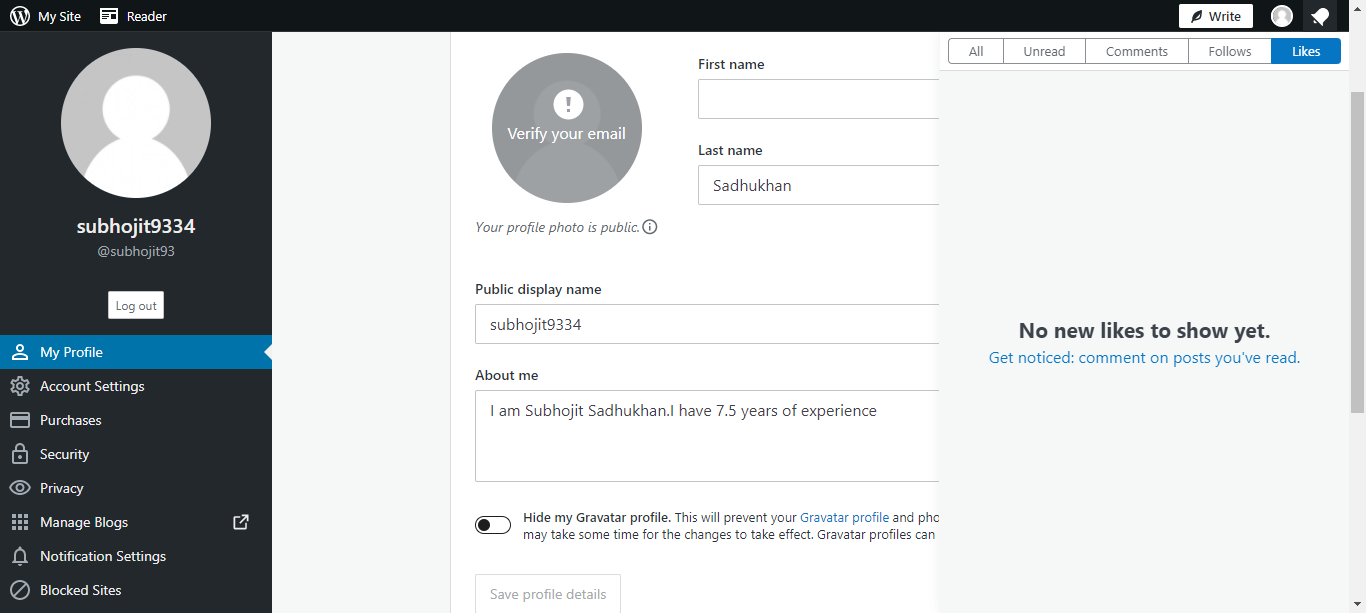 My Site
Reader
Write
subhojit9334
@subhojit93
Log out
My Profile
Account Settings
Purchases
Security
Privacy
Manage Blogs
Notification Settings
Blocked Sites
Verify your email
Your profile photo is public.
First name
Last name
Sadhukhan
Public display name
subhojit9334
About me
I am Subhojit Sadhukhan.I have 7.5 years of experience
Hide my Gravatar profile. This will prevent your Gravatar profile and pho
may take some time for the changes to take effect. Gravatar profiles can
Save profile details
All
Unread
Comments
Follows
Likes
No new likes to show yet.
Get noticed: comment on posts you've read.